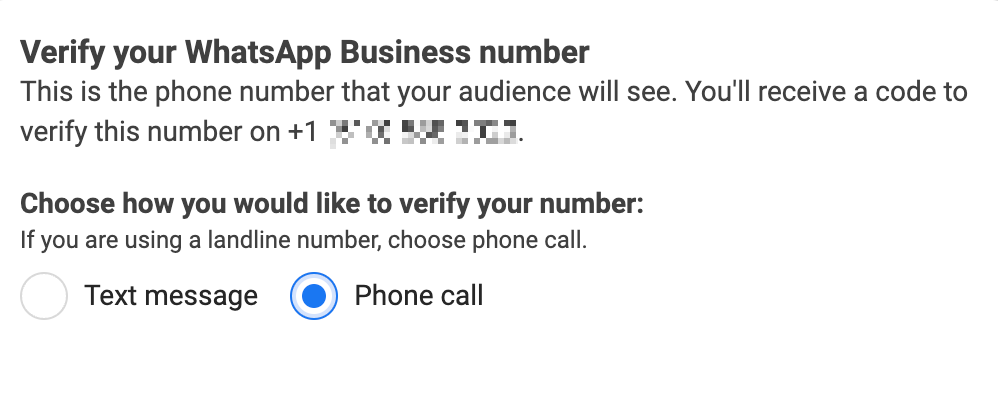 Verify your WhatsApp Business number
This is the phone number that your audience will see. You'll receive a code to
verify this number on +1
Choose how you would like to verify your number:
If you are using a landline number, choose phone call.
Text message Phone call